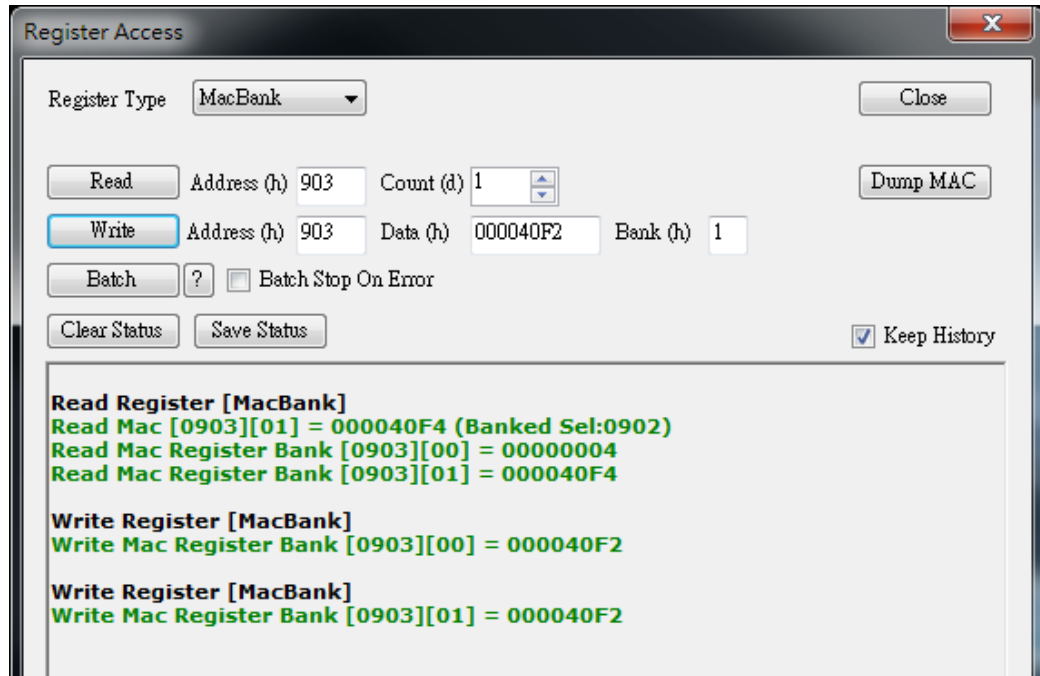 Register Access
Register Type MacBank Close
Read Address (h) 903 Count (d) 1 Dump MAC
Write Address (h) 903 Data (h) 000040F2 Bank (h) 1
Batch ? Batch Stop On Error
Clear Status Save Status Keep History
Read Register [MacBank]
Read Mac [0903][01] = 000040F4 (Banked Sel:0902)
Read Mac Register Bank [0903][00] = 00000004
Read Mac Register Bank [0903][01] = 000040F4
Write Register [MacBank]
Write Mac Register Bank [0903][00] = 000040F2
Write Register [MacBank]
Write Mac Register Bank [0903][01] = 000040F2